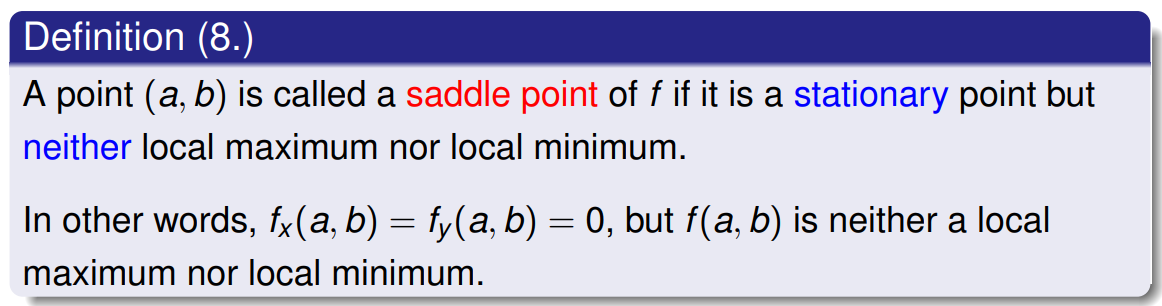 Definition (8.)
A point (a, b) is called a saddle point of f if it is a stationary point but
neither local maximum nor local minimum.
In other words, fₓ(a, b) = f_y(a, b) = 0, but f(a, b) is neither a local
maximum nor local minimum.